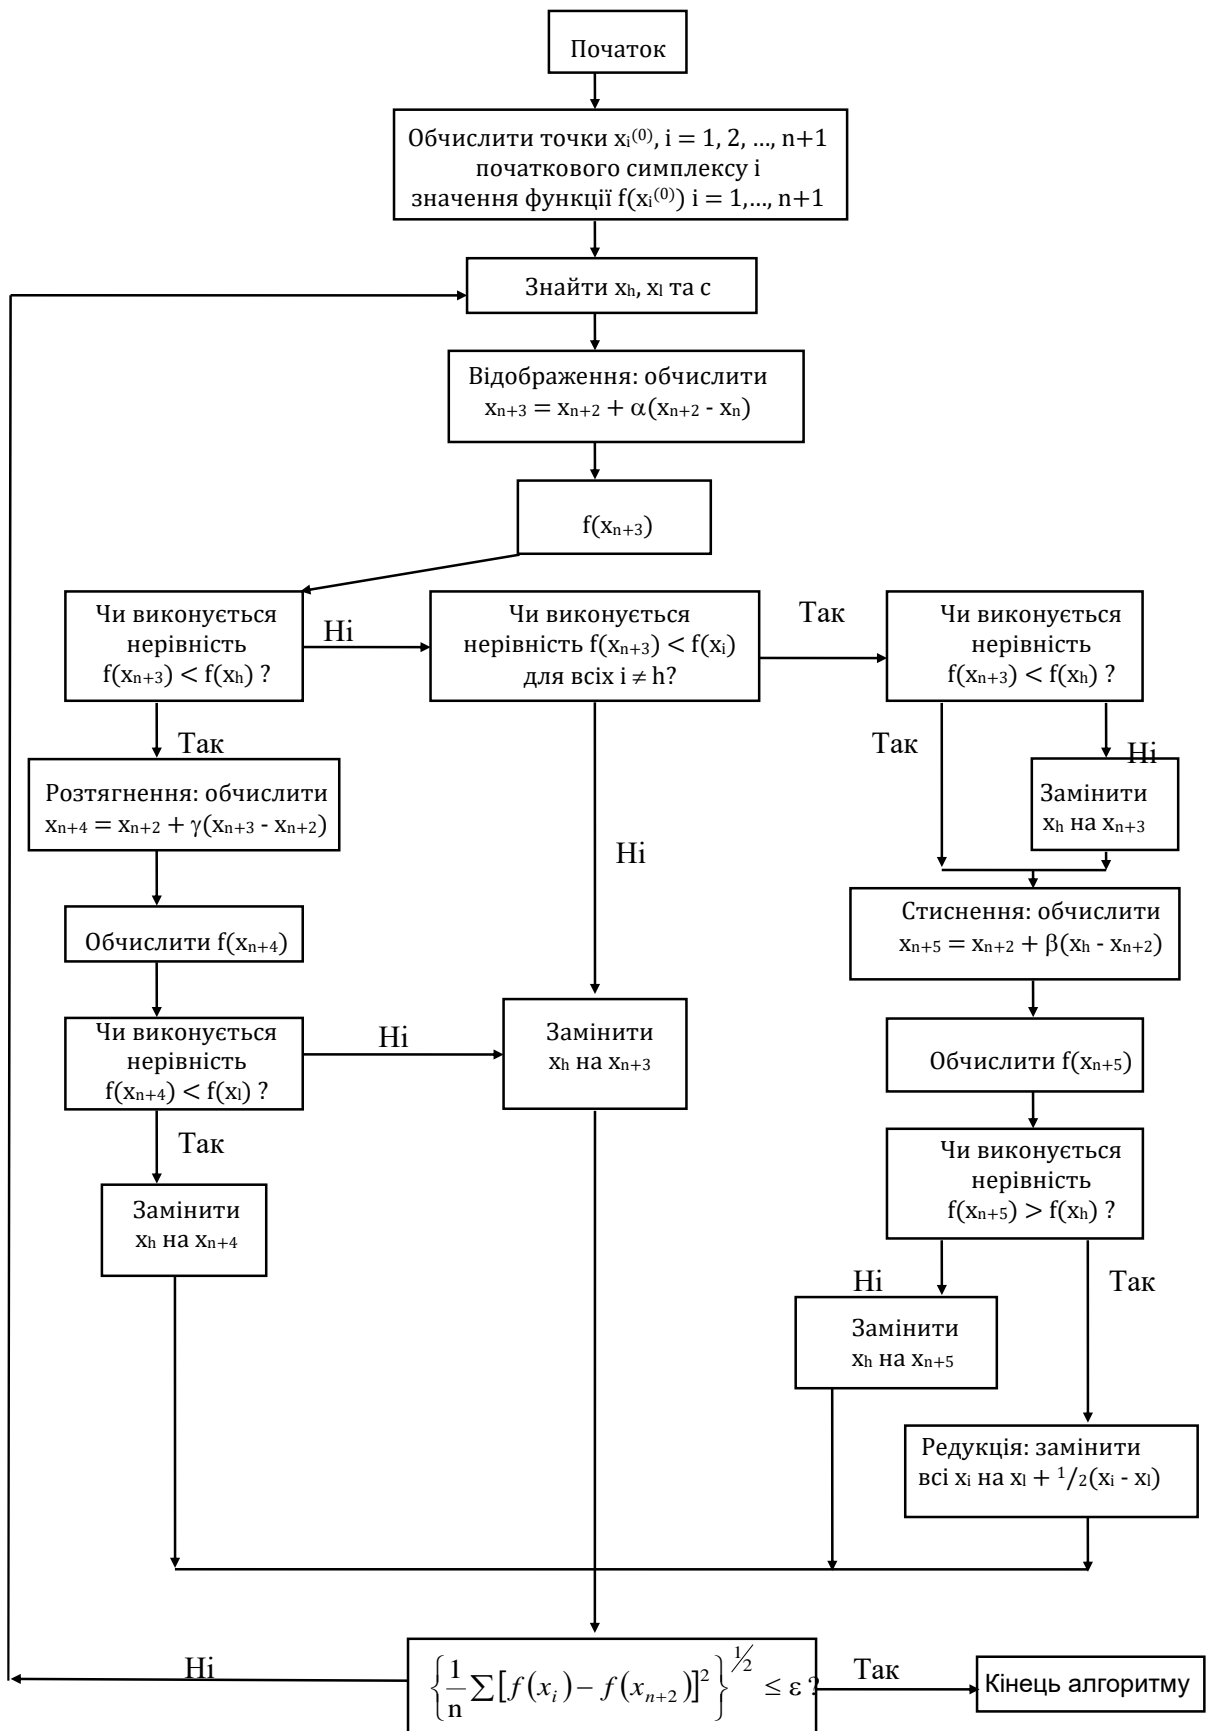 Початок
Обчислити точки xᵢ⁽⁰⁾, i = 1, 2, ..., n+1
початкового симплексу і
значення функції f(xᵢ⁽⁰⁾) i = 1,..., n+1
Знайти xₕ, xₗ та c
Відображення: обчислити
xₙ₊₃ = xₙ₊₂ + α(xₙ₊₂ - xₙ)
f(xₙ₊₃)
Чи виконується
нерівність
f(xₙ₊₃) < f(xₕ) ?
Ні
Чи виконується
нерівність f(xₙ₊₃) < f(xᵢ)
для всіх i ≠ h?
Так
Чи виконується
нерівність
f(xₙ₊₃) < f(xₕ) ?
Так
Так
Ні
Розтягнення: обчислити
xₙ₊₄ = xₙ₊₂ + γ(xₙ₊₃ - xₙ₊₂)
Замінити
xₕ на xₙ₊₃
Ні
Обчислити f(xₙ₊₄)
Стиснення: обчислити
xₙ₊₅ = xₙ₊₂ + β(xₕ - xₙ₊₂)
Чи виконується
нерівність
f(xₙ₊₄) < f(xₗ) ?
Ні
Замінити
xₕ на xₙ₊₃
Обчислити f(xₙ₊₅)
Так
Чи виконується
нерівність
f(xₙ₊₅) > f(xₕ) ?
Замінити
xₕ на xₙ₊₄
Ні
Так
Замінити
xₕ на xₙ₊₅
Редукція: замінити
всі xᵢ на xₗ + ¹/₂(xᵢ - xₗ)
Ні
{1/n ∑[f(xᵢ) − f(xₙ₊₂)]²}^½ ≤ ε ?
Так
Кінець алгоритму